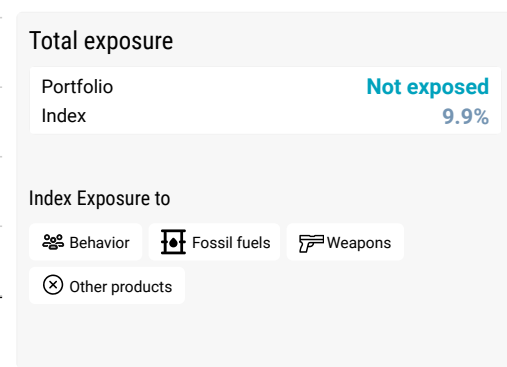 Total exposure
Portfolio Not exposed
Index 9.9%
Index Exposure to
Behavior Fossil fuels Weapons
Other products